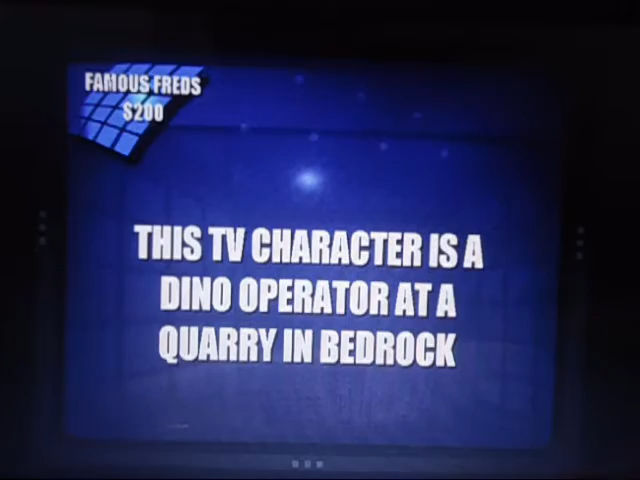 FAMOUS FREDS
$200
THIS TV CHARACTER IS A
DINO OPERATOR AT A
QUARRY IN BEDROCK